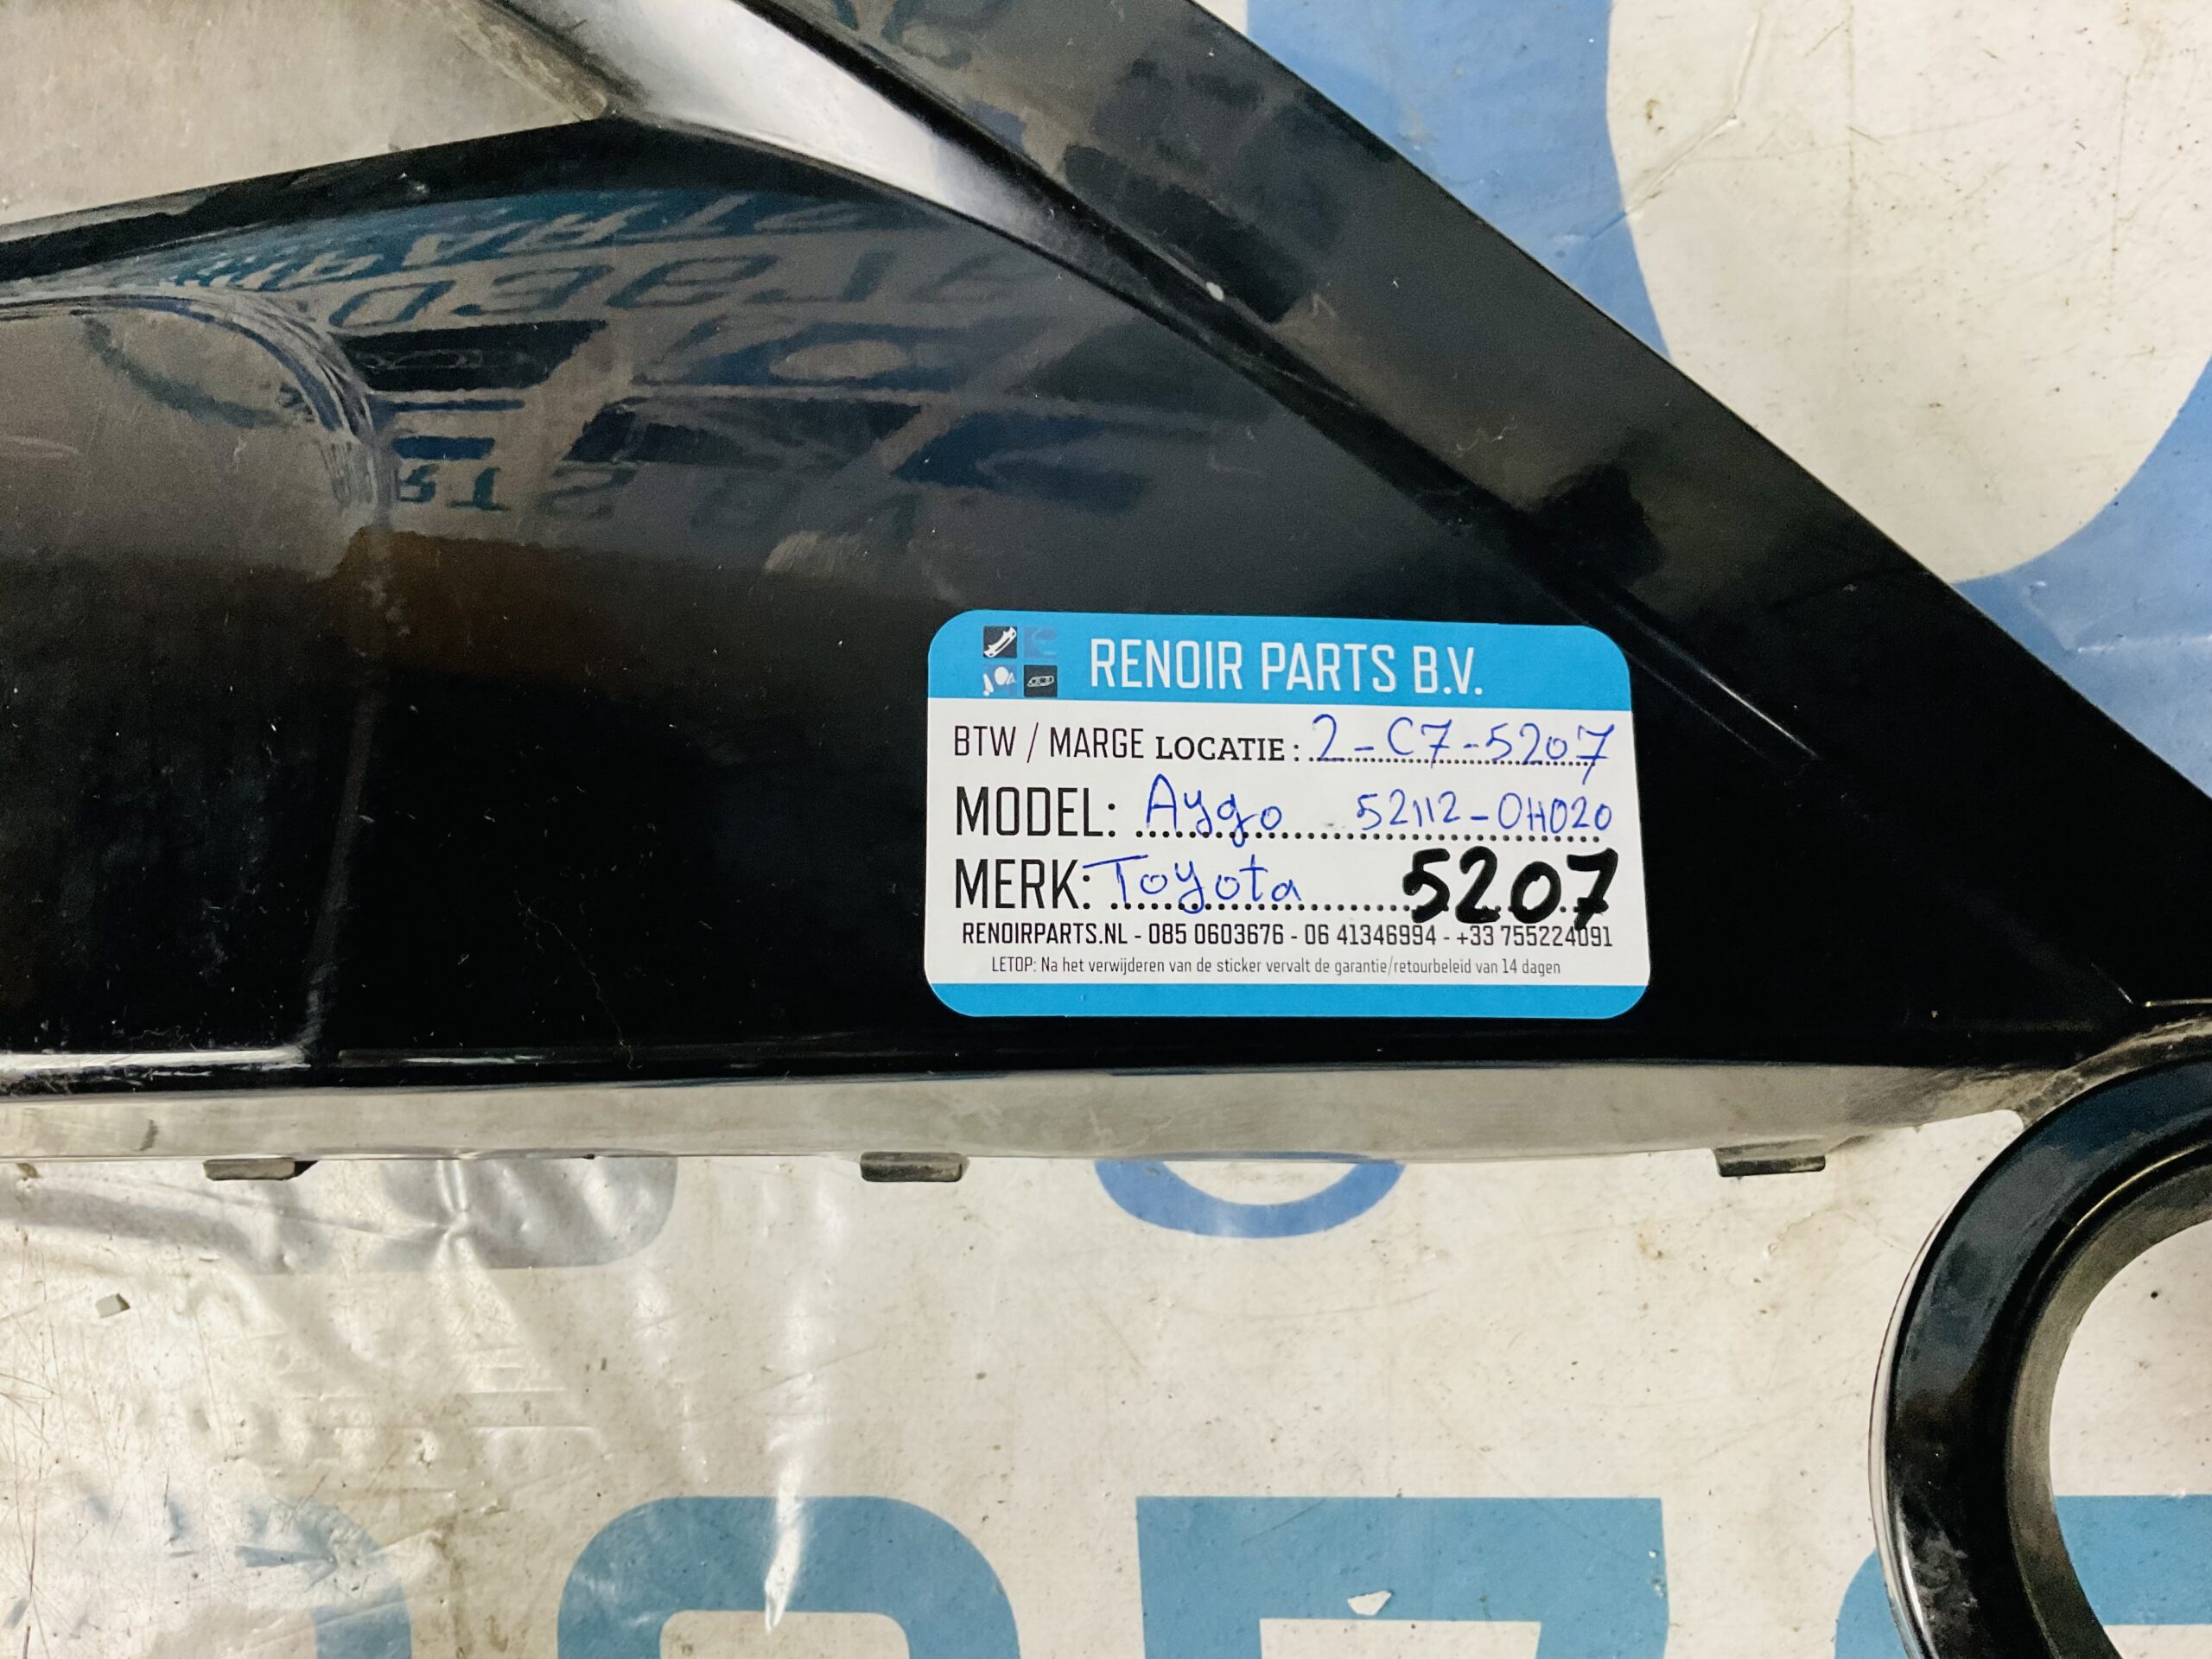 RENOIR PARTS B.V.
BTW / MARGE LOCATIE: 2-C7-5207
MODEL: Aygo 52112-0H020
MERK: Toyota 5207
RENOIRPARTS.NL - 085 0603676 - 06 41346994 - +33 755224091
LETOP: Na het verwijderen van de sticker vervalt de garantie/retourbeleid van 14 dagen